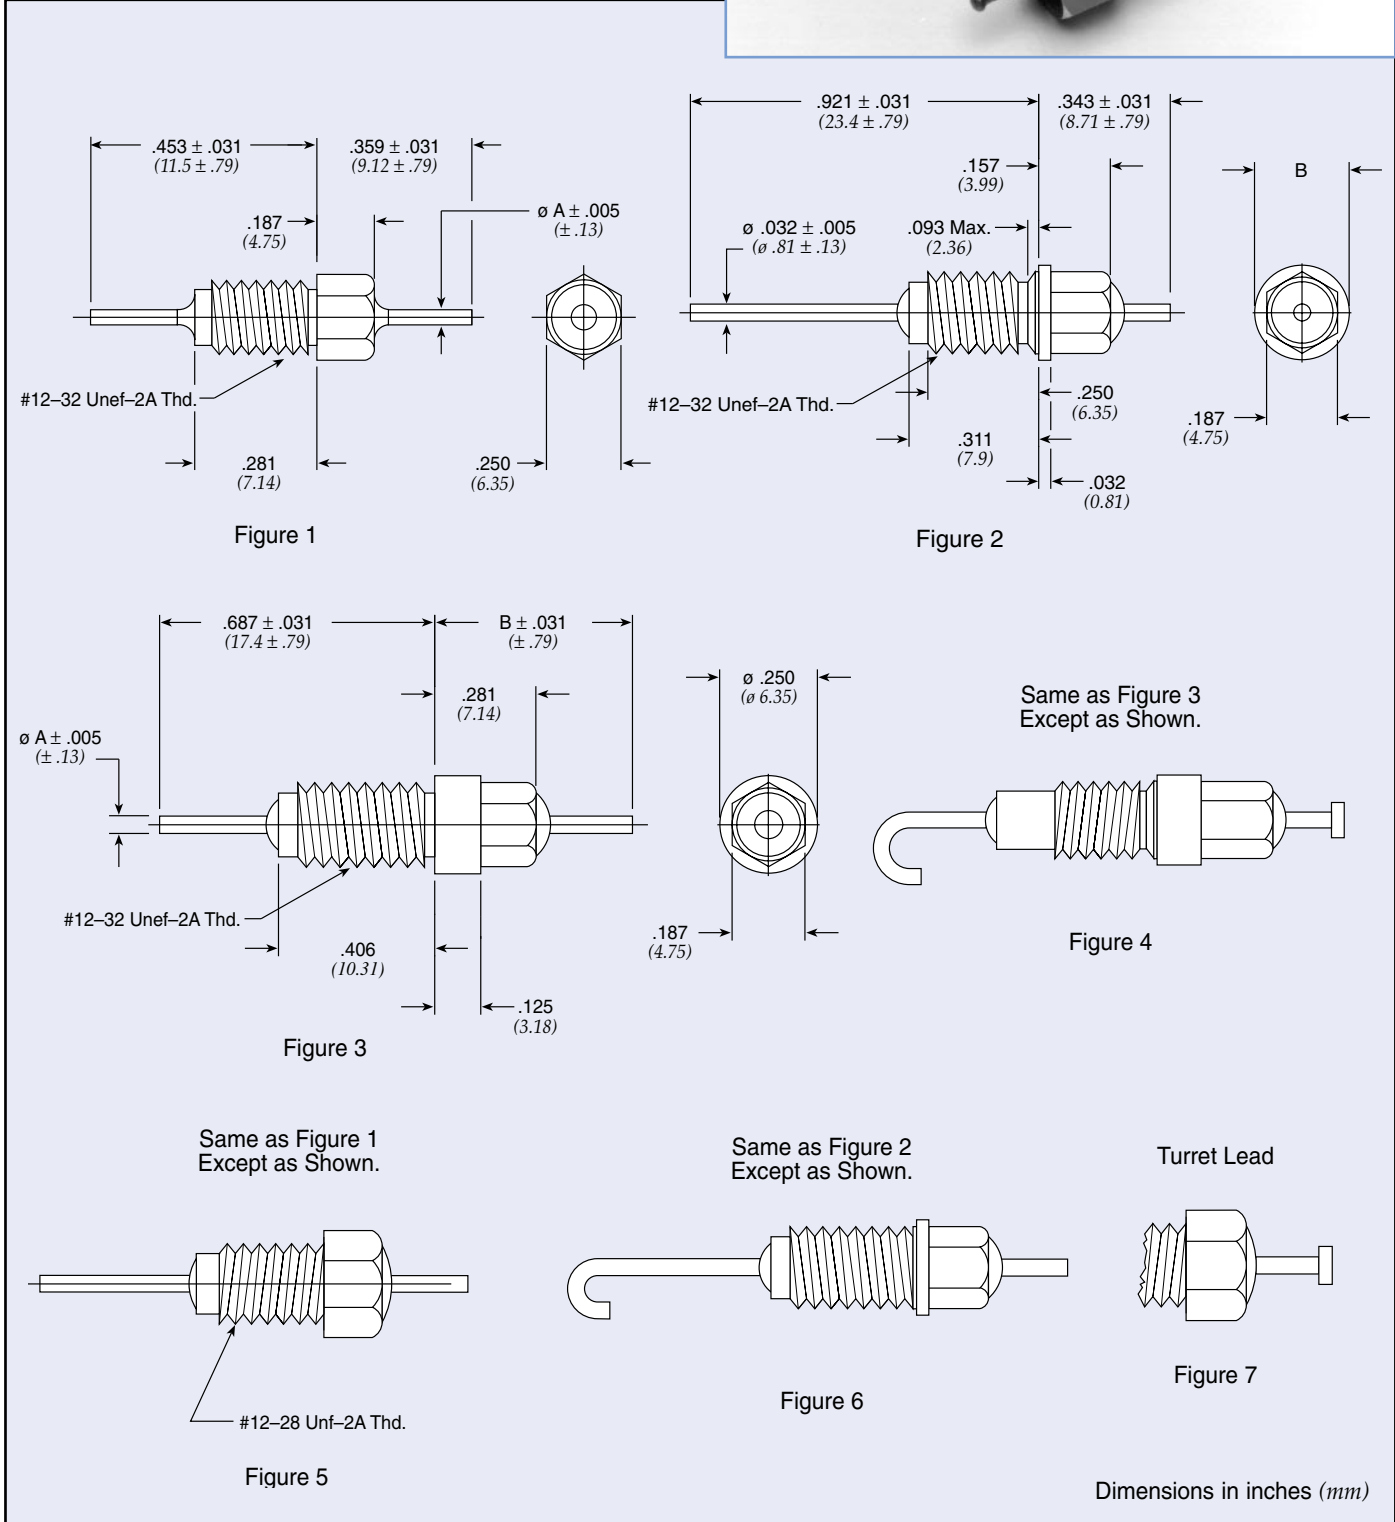 .453 ± .031
(11.5 ± .79)
.359 ± .031
(9.12 ± .79)
.187
(4.75)
ø A ± .005
(± .13)
#12–32 Unef–2A Thd.
.281
(7.14)
.250
(6.35)
Figure 1
.921 ± .031
(23.4 ± .79)
.343 ± .031
(8.71 ± .79)
.157
(3.99)
B
ø .032 ± .005
(ø .81 ± .13)
.093 Max.
(2.36)
#12–32 Unef–2A Thd.
.250
(6.35)
.311
(7.9)
.032
(0.81)
.187
(4.75)
Figure 2
.687 ± .031
(17.4 ± .79)
B ± .031
(± .79)
.281
(7.14)
ø A ± .005
(± .13)
#12–32 Unef–2A Thd.
.406
(10.31)
.125
(3.18)
ø .250
(ø 6.35)
.187
(4.75)
Figure 3
Same as Figure 3
Except as Shown.
Figure 4
Same as Figure 1
Except as Shown.
#12–28 Unf–2A Thd.
Figure 5
Same as Figure 2
Except as Shown.
Figure 6
Turret Lead
Figure 7
Dimensions in inches (mm)